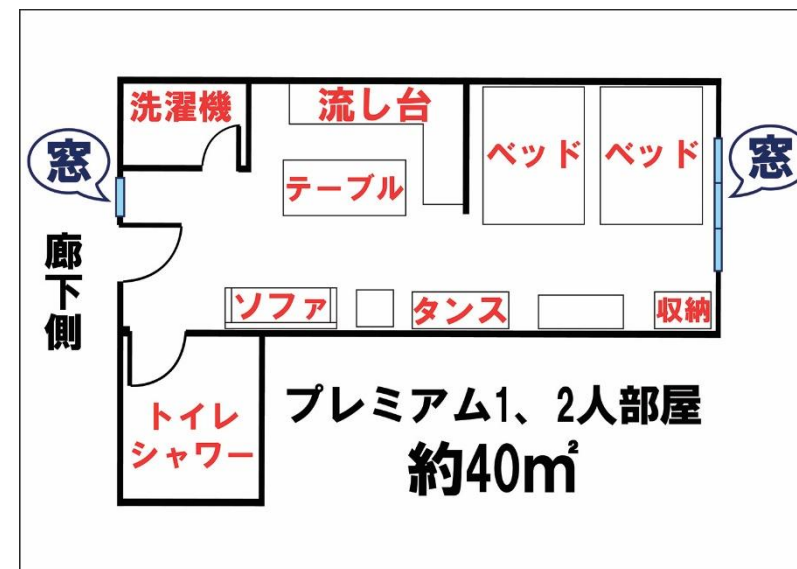 洗濯機
流し台
ベッド
ベッド
窓
窓
テーブル
廊下側
ソファ
タンス
収納
トイレ
シャワー
プレミアム1、2人部屋
約40㎡